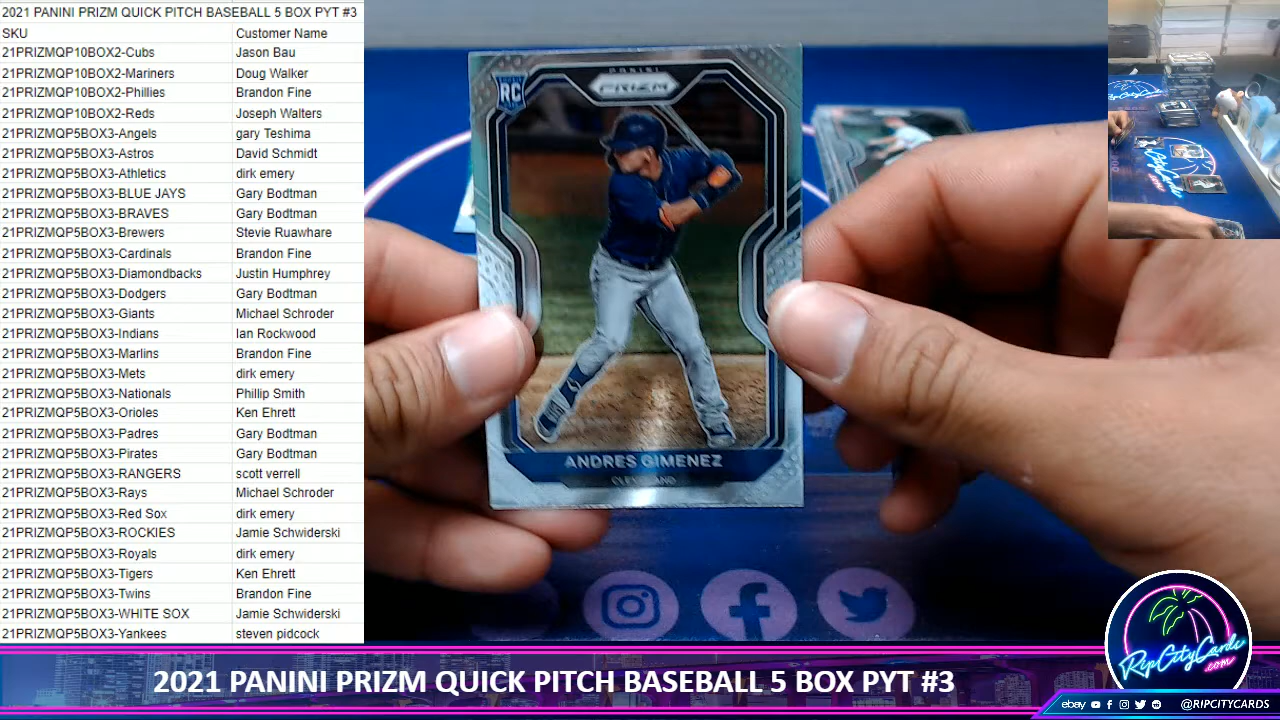 2021 PANINI PRIZM QUICK PITCH BASEBALL 5 BOX PYT #3
SKU Customer Name
21PRIZMQP10BOX2-Cubs Jason Bau
21PRIZMQP10BOX2-Mariners Doug Walker
21PRIZMQP10BOX2-Phillies Brandon Fine
21PRIZMQP10BOX2-Reds Joseph Walters
21PRIZMQP5BOX3-Angels gary Teshima
21PRIZMQP5BOX3-Astros David Schmidt
21PRIZMQP5BOX3-Athletics dirk emery
21PRIZMQP5BOX3-BLUE JAYS Gary Bodtman
21PRIZMQP5BOX3-BRAVES Gary Bodtman
21PRIZMQP5BOX3-Brewers Stevie Ruawhare
21PRIZMQP5BOX3-Cardinals Brandon Fine
21PRIZMQP5BOX3-Diamondbacks Justin Humphrey
21PRIZMQP5BOX3-Dodgers Gary Bodtman
21PRIZMQP5BOX3-Giants Michael Schroder
21PRIZMQP5BOX3-Indians Ian Rockwood
21PRIZMQP5BOX3-Marlins Brandon Fine
21PRIZMQP5BOX3-Mets dirk emery
21PRIZMQP5BOX3-Nationals Phillip Smith
21PRIZMQP5BOX3-Orioles Ken Ehrett
21PRIZMQP5BOX3-Padres Gary Bodtman
21PRIZMQP5BOX3-Pirates Gary Bodtman
21PRIZMQP5BOX3-RANGERS scott verrell
21PRIZMQP5BOX3-Rays Michael Schroder
21PRIZMQP5BOX3-Red Sox dirk emery
21PRIZMQP5BOX3-ROCKIES Jamie Schwiderski
21PRIZMQP5BOX3-Royals dirk emery
21PRIZMQP5BOX3-Tigers Ken Ehrett
21PRIZMQP5BOX3-Twins Brandon Fine
21PRIZMQP5BOX3-WHITE SOX Jamie Schwiderski
21PRIZMQP5BOX3-Yankees steven pidcock
RC
PANINI
PRIZM
ANDRES GIMENEZ
CLEVELAND
2021 PANINI PRIZM QUICK PITCH BASEBALL 5 BOX PYT #3
RipCityCards
.com
ebay @RIPCITYCARDS